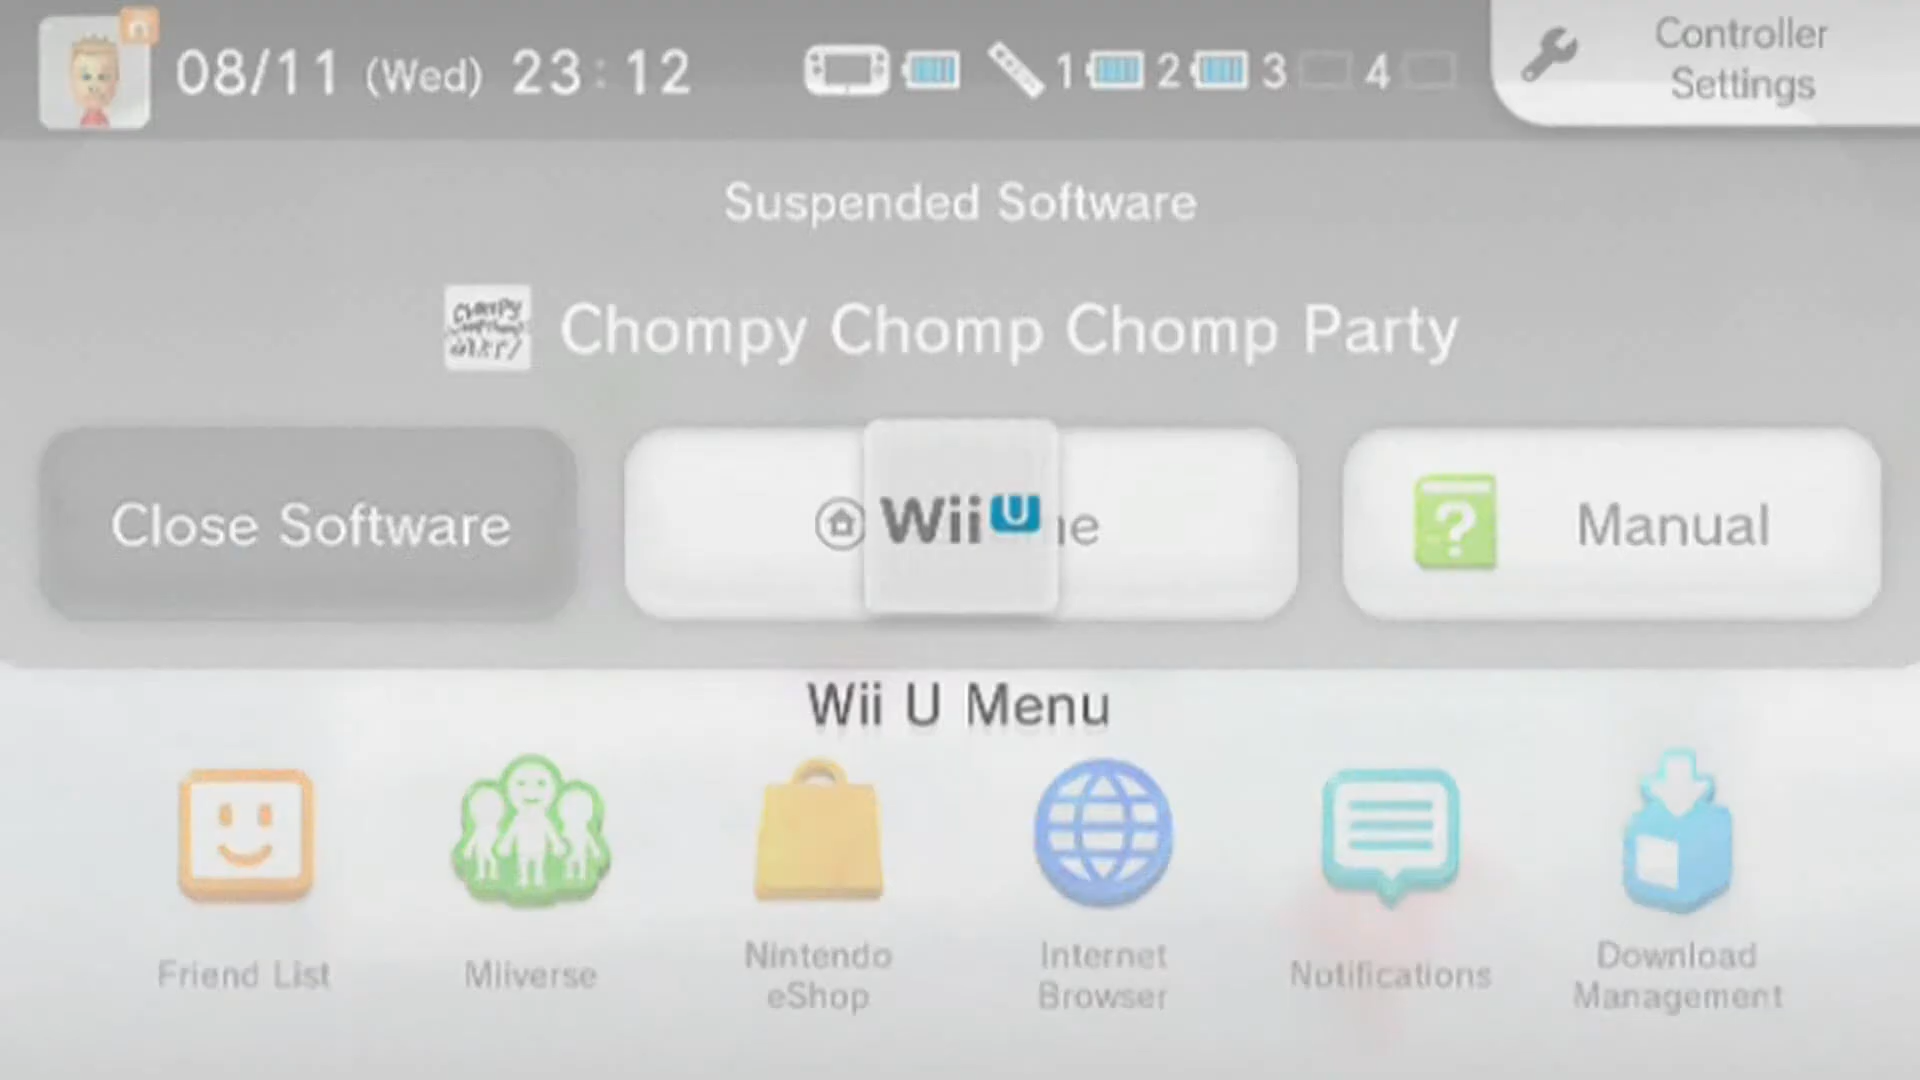 n
08/11 (Wed) 23:12
1 2 3 4
Controller
Settings
Suspended Software
CHOMPY
Chompy Chomp Chomp Party
Close Software
Wii U
Manual
Wii U Menu
Friend List
Miiverse
Nintendo
eShop
Internet
Browser
Notifications
Download
Management